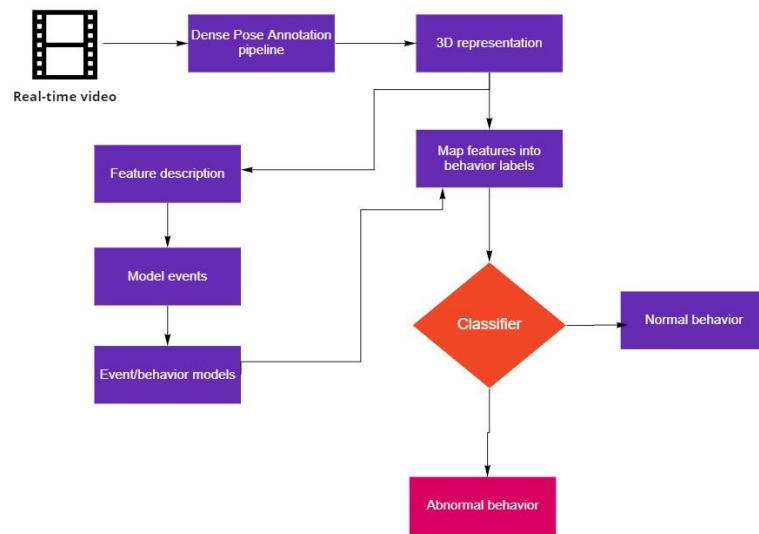 Dense Pose Annotation
pipeline
3D representation
Real-time video
Feature description
Map features into
behavior labels
Model events
Classifier
Normal behavior
Event/behavior models
Abnormal behavior